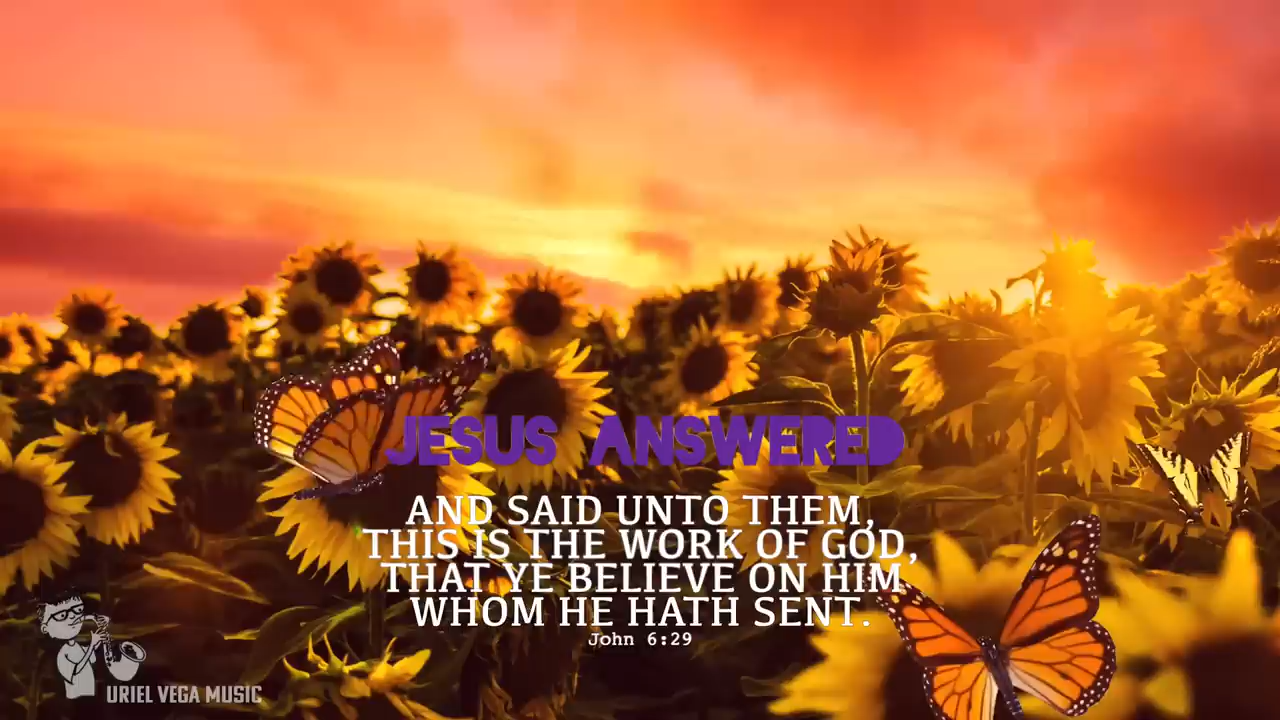 JESUS ANSWERED
AND SAID UNTO THEM,
THIS IS THE WORK OF GOD,
THAT YE BELIEVE ON HIM
WHOM HE HATH SENT.
John 6:29
URIEL VEGA MUSIC